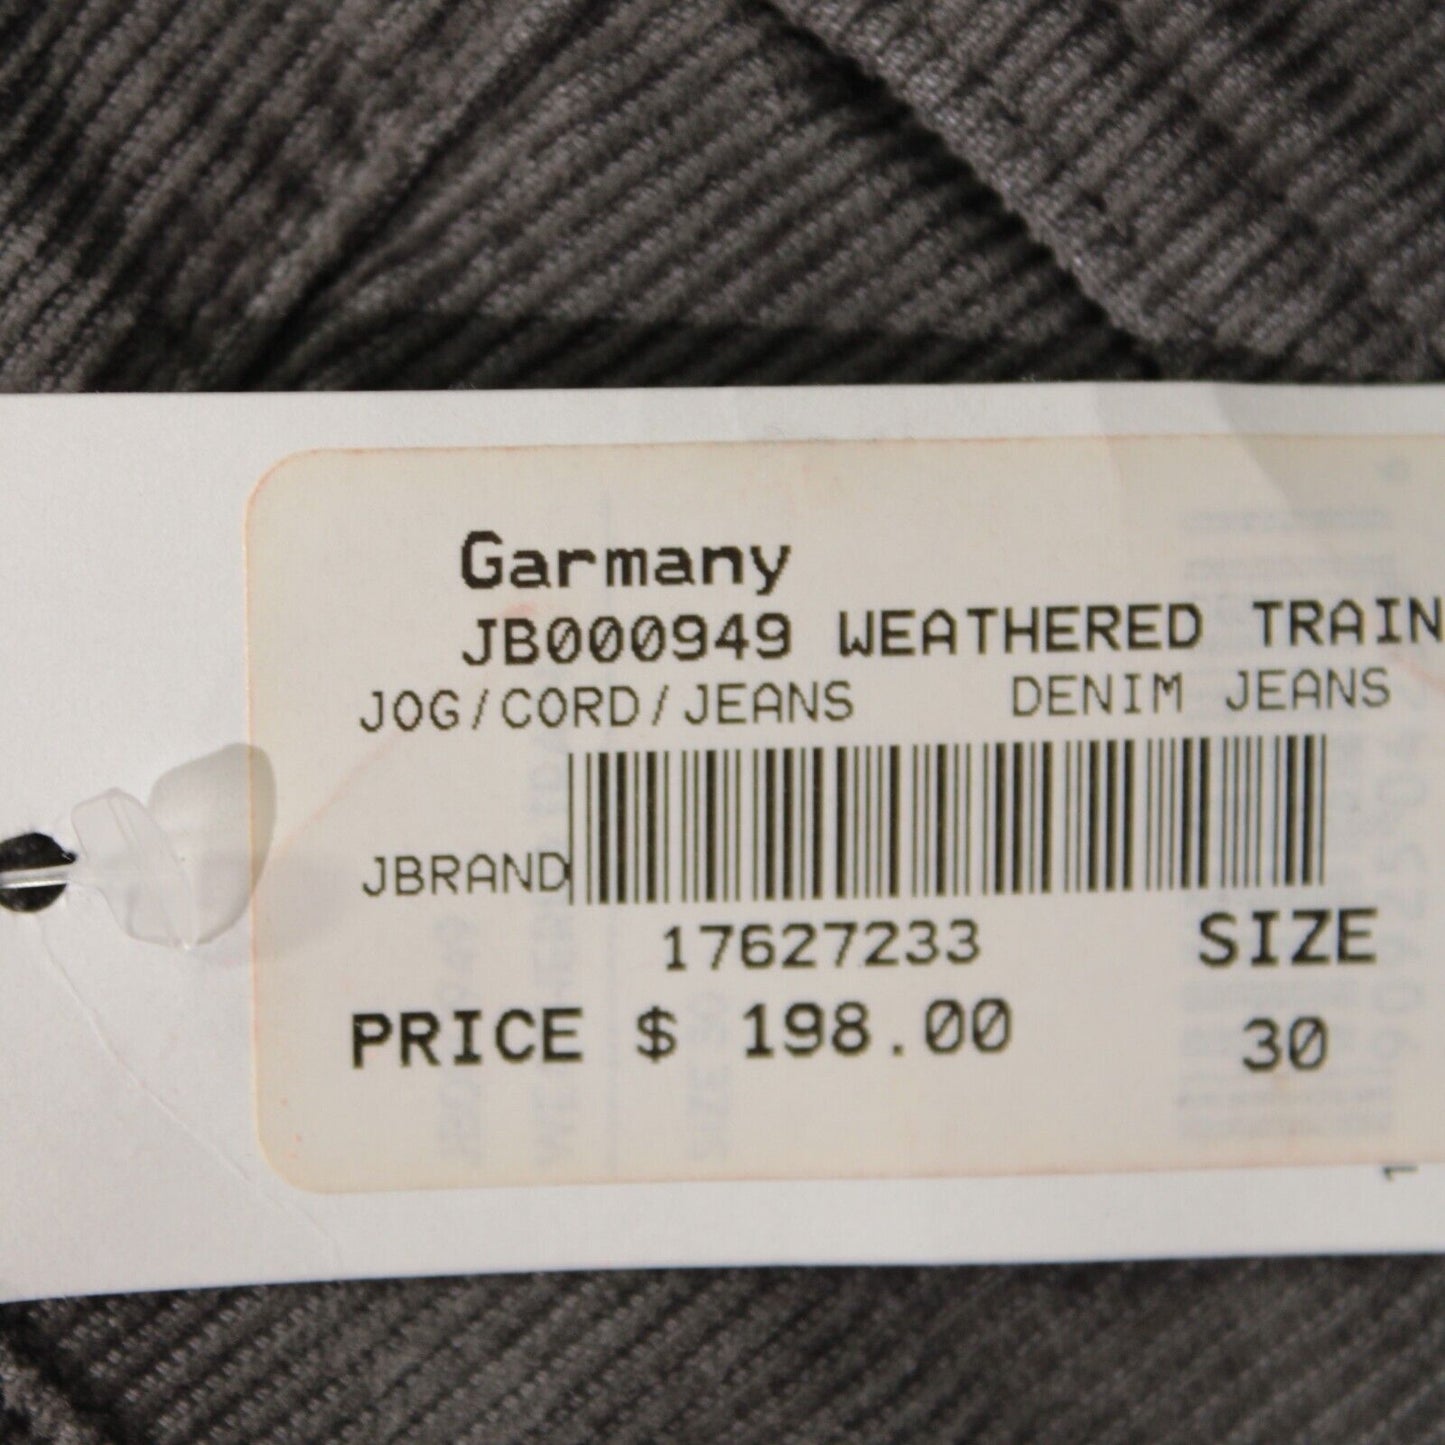 Garmany
JB000949 WEATHERED TRAIN
JOG/CORD/JEANS DENIM JEANS
JBRAND
17627233 SIZE
PRICE $ 198.00 30